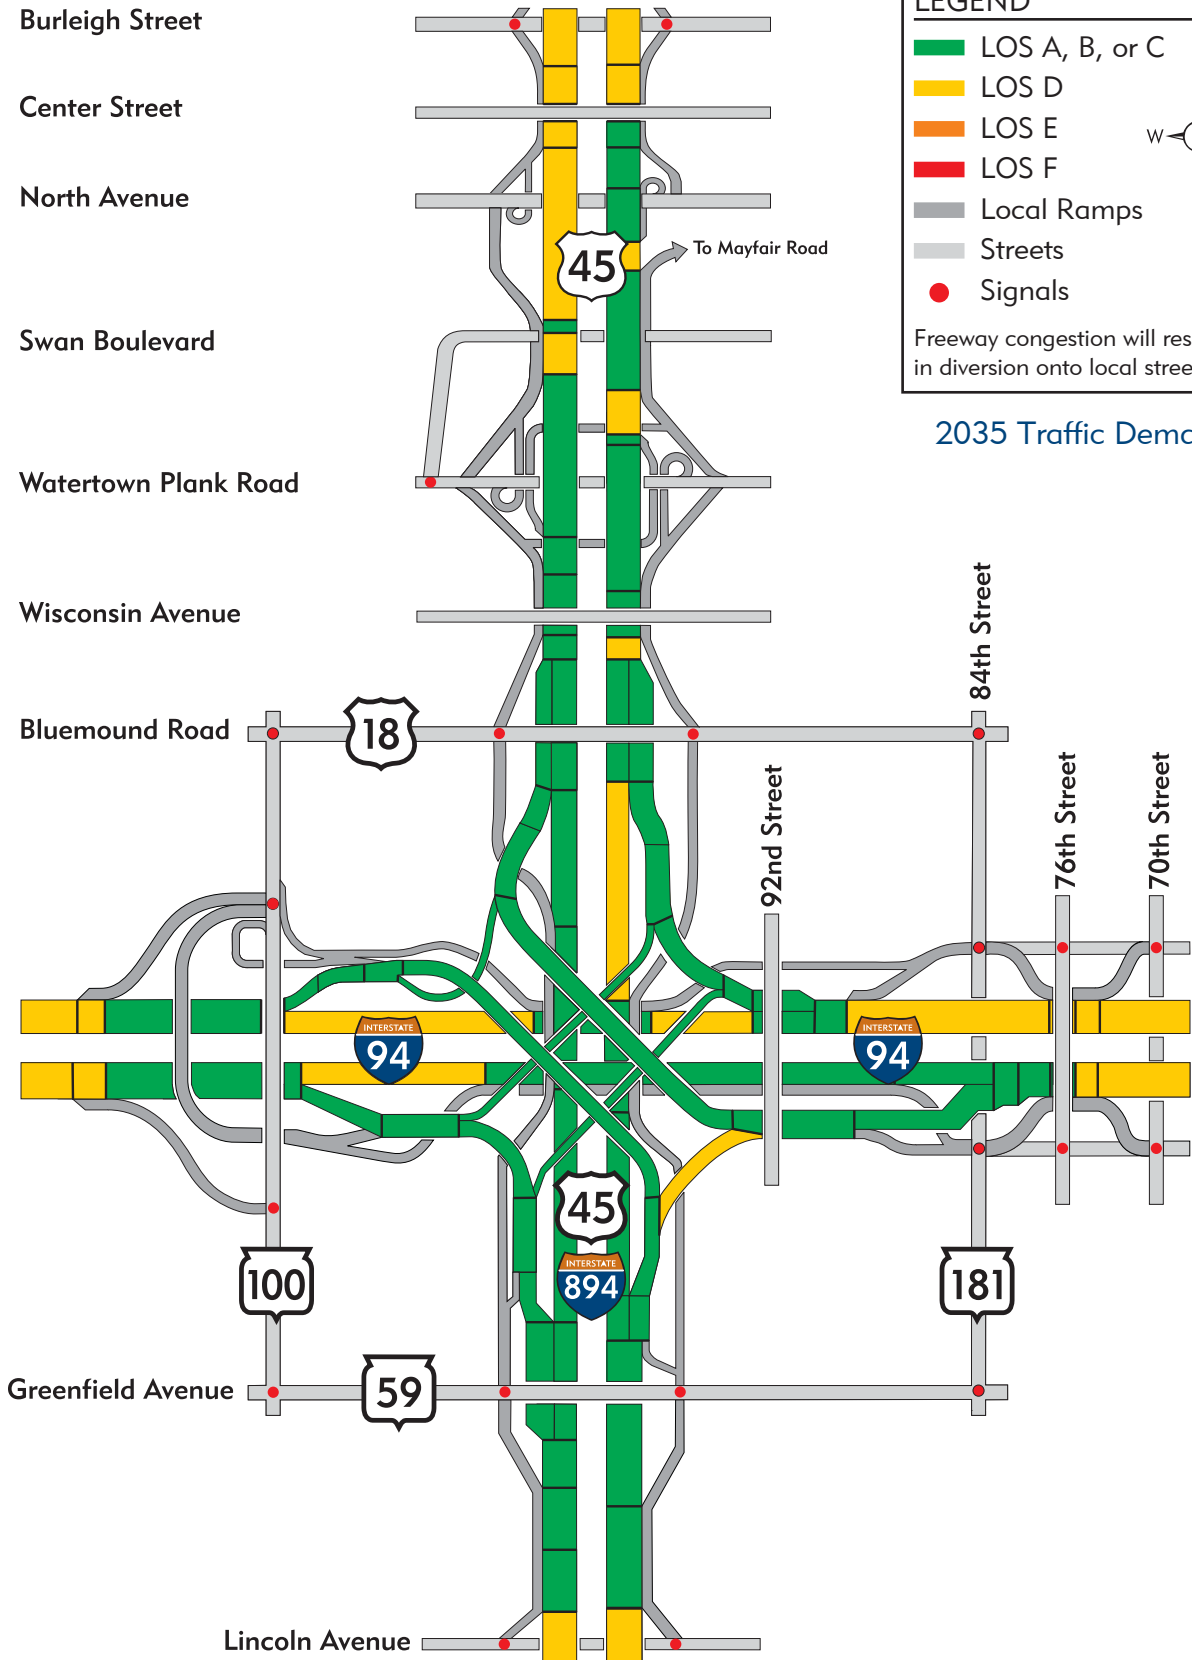 Burleigh Street
Center Street
North Avenue
Swan Boulevard
Watertown Plank Road
Wisconsin Avenue
Bluemound Road
LEGEND
LOS A, B, or C
LOS D
LOS E
LOS F
Local Ramps
Streets
Signals
W
Freeway congestion will
in diversion onto local
2035 Traffic
45
To Mayfair Road
18
84th Street
92nd Street
76th Street
70th Street
INTERSTATE
94
INTERSTATE
94
45
INTERSTATE
894
100
181
Greenfield Avenue
59
Lincoln Avenue